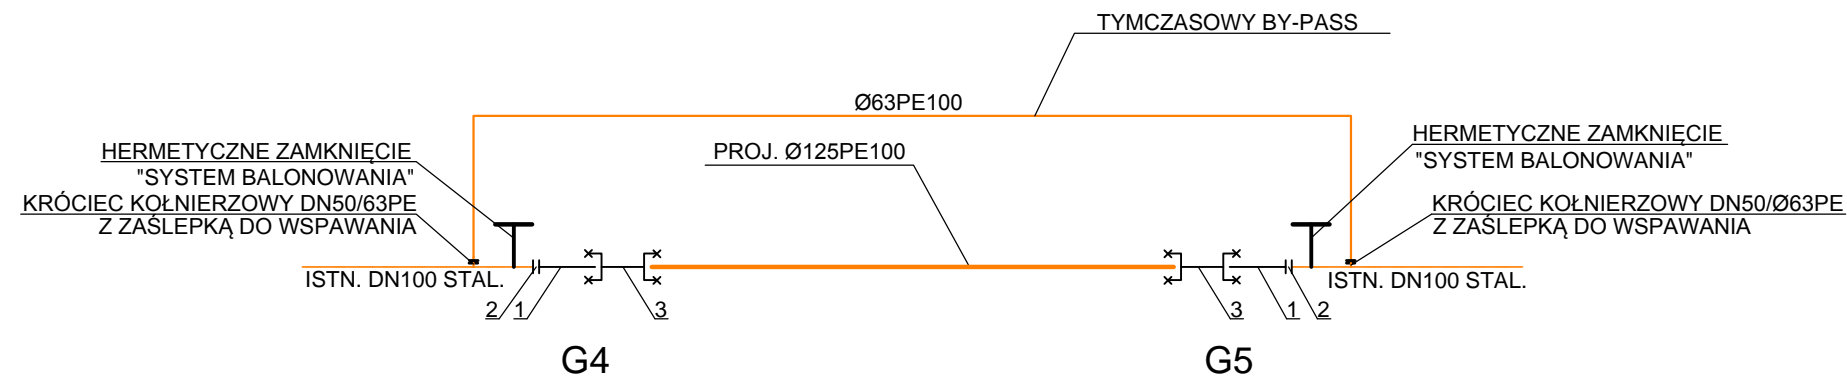 TYMCZASOWY BY-PASS
Ø63PE100
HERMETYCZNE ZAMKNIĘCIE
"SYSTEM BALONOWANIA"
KRÓCIEC KOŁNIERZOWY DN50/63PE
Z ZAŚLEPKĄ DO WSPAWANIA
PROJ. Ø125PE100
HERMETYCZNE ZAMKNIĘCIE
"SYSTEM BALONOWANIA"
KRÓCIEC KOŁNIERZOWY DN50/Ø63PE
Z ZAŚLEPKĄ DO WSPAWANIA
ISTN. DN100 STAL.
ISTN. DN100 STAL.
2 1 3
3 1 2
G4
G5